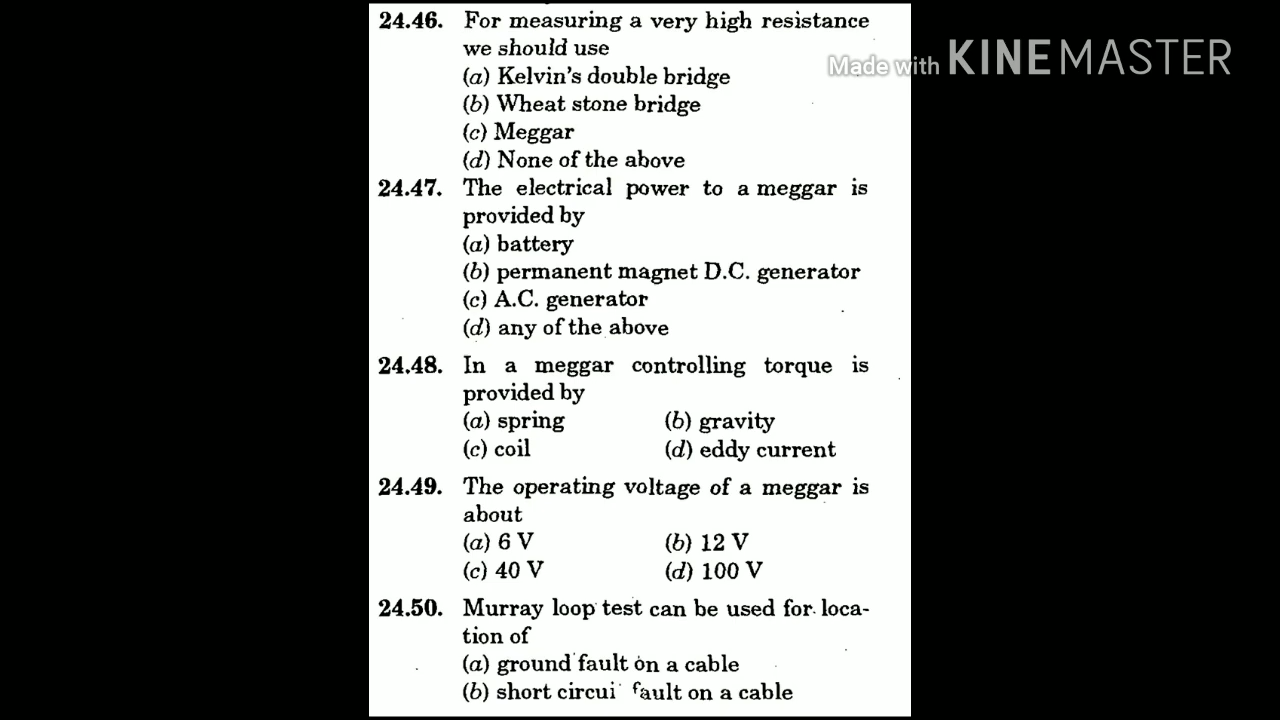 24.46. For measuring a very high resistance
we should use
(a) Kelvin's double bridge
(b) Wheat stone bridge
(c) Meggar
(d) None of the above
24.47. The electrical power to a meggar is
provided by
(a) battery
(b) permanent magnet D.C. generator
(c) A.C. generator
(d) any of the above
24.48. In a meggar controlling torque is
provided by
(a) spring (b) gravity
(c) coil (d) eddy current
24.49. The operating voltage of a meggar is
about
(a) 6 V (b) 12 V
(c) 40 V (d) 100 V
24.50. Murray loop test can be used for loca-
tion of
(a) ground fault on a cable
(b) short circui fault on a cable
Made with KINEMASTER